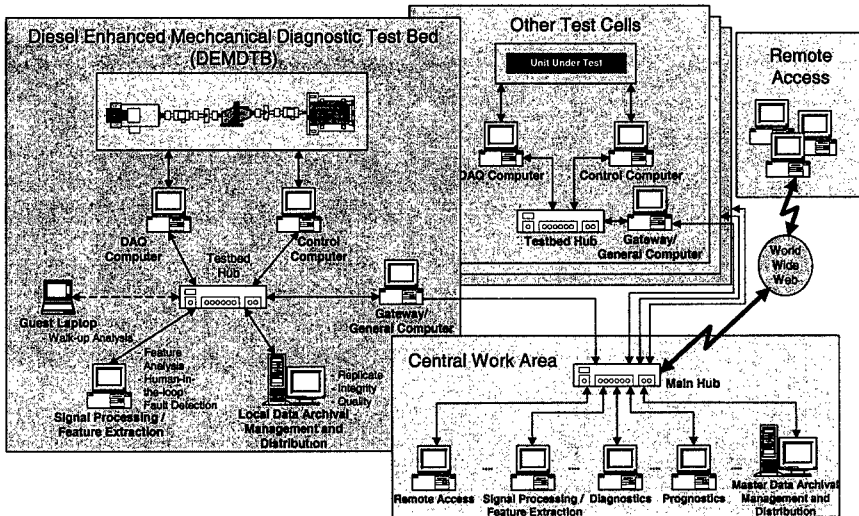 Diesel Enhanced Mechcanical Diagnostic Test Bed
(DEMDTB)
DAQ
Computer
Control
Computer
Testbed
Hub
Guest Laptop
- Walk-up Analysis
Gateway/
General Computer
- Feature
Analysis
- Human-in-
the-loop
Fault Detection
Signal Processing /
Feature Extraction
- Replicate
- Integrity
Quality
Local Data Archival
Management and
Distribution
Other Test Cells
Unit Under Test
DAQ Computer
Control Computer
Testbed Hub
Gateway/
General Computer
Remote
Access
World
Wide
Web
Central Work Area
Main Hub
Remote Access
Signal Processing /
Feature Extraction
Diagnostics
Prognostics
Master Data Archival
Management and
Distribution